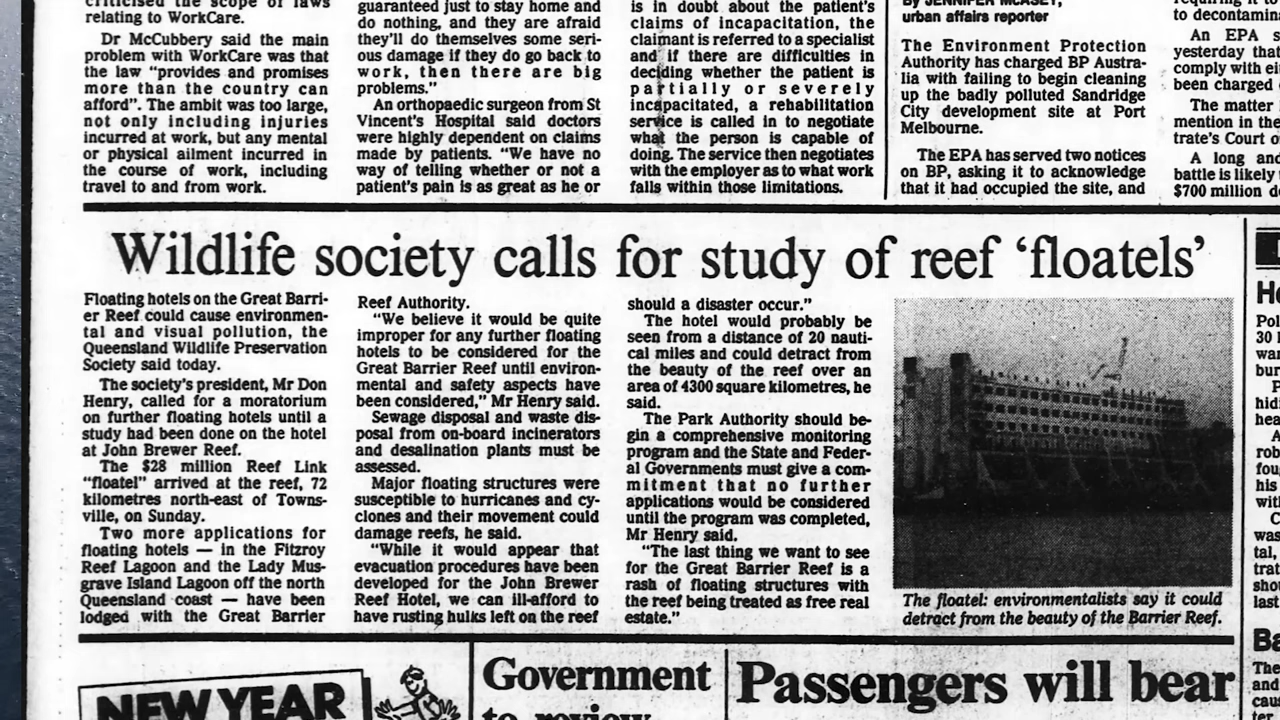 relating to WorkCare.
Dr McCubbery said the main
problem with WorkCare was that
the law "provides and promises
more than the country can
afford". The ambit was too large,
not only including injuries
incurred at work, but any mental
or physical ailment incurred in
the course of work, including
travel to and from work.
guaranteed just to stay home and
do nothing, and they are afraid
they'll do themselves some seri-
ous damage if they do go back to
work, then there are big
problems."
An orthopaedic surgeon from St
Vincent's Hospital said doctors
were highly dependent on claims
made by patients. "We have no
way of telling whether or not a
patient's pain is as great as he or
is in doubt about the patient's
claims of incapacitation, the
claimant is referred to a specialist
and if there are difficulties in
deciding whether the patient is
partially or severely
incapacitated, a rehabilitation
service is called in to negotiate
what the person is capable of
doing. The service then negotiates
with the employer as to what work
falls within those limitations.
By JENNIFER McASEY,
urban affairs reporter
The Environment Protection
Authority has charged BP Austra-
lia with failing to begin cleaning
up the badly polluted Sandridge
City development site at Port
Melbourne.
The EPA has served two notices
on BP, asking it to acknowledge
that it had occupied the site, and
requiring it to
to decontamin
An EPA s
yesterday that
comply with ei
been charged
The matter
mention in the
trate's Court o
A long and
battle is likely
$700 million d
Wildlife society calls for study of reef 'floatels'
Floating hotels on the Great Barri-
er Reef could cause environmen-
tal and visual pollution, the
Queensland Wildlife Preservation
Society said today.
The society's president, Mr Don
Henry, called for a moratorium
on further floating hotels until a
study had been done on the hotel
at John Brewer Reef.
The $28 million Reef Link
"floatel" arrived at the reef, 72
kilometres north-east of Towns-
ville, on Sunday.
Two more applications for
floating hotels — in the Fitzroy
Reef Lagoon and the Lady Mus-
grave Island Lagoon off the north
Queensland coast — have been
lodged with the Great Barrier
Reef Authority.
"We believe it would be quite
improper for any further floating
hotels to be considered for the
Great Barrier Reef until environ-
mental and safety aspects have
been considered," Mr Henry said.
Sewage disposal and waste dis-
posal from on-board incinerators
and desalination plants must be
assessed.
Major floating structures were
susceptible to hurricanes and cy-
clones and their movement could
damage reefs, he said.
"While it would appear that
evacuation procedures have been
developed for the John Brewer
Reef Hotel, we can ill-afford to
have rusting hulks left on the reef
should a disaster occur."
The hotel would probably be
seen from a distance of 20 nauti-
cal miles and could detract from
the beauty of the reef over an
area of 4300 square kilometres, he
said.
The Park Authority should be-
gin a comprehensive monitoring
program and the State and Feder-
al Governments must give a com-
mitment that no further
applications would be considered
until the program was completed,
Mr Henry said.
"The last thing we want to see
for the Great Barrier Reef is a
rash of floating structures with
the reef being treated as free real
estate."
The floatel: environmentalists say it could
detract from the beauty of the Barrier Reef.
NEW YEAR
Government
to review
Passengers will bear